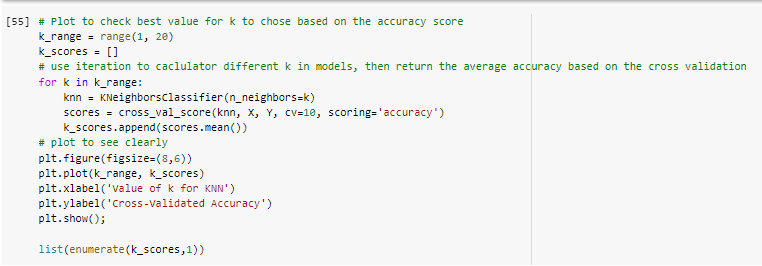 [55] # Plot to check best value for k to chose based on the accuracy score
k_range = range(1, 20)
k_scores = []
# use iteration to caclulator different k in models, then return the average accuracy based on the cross validation
for k in k_range:
    knn = KNeighborsClassifier(n_neighbors=k)
    scores = cross_val_score(knn, X, Y, cv=10, scoring='accuracy')
    k_scores.append(scores.mean())
# plot to see clearly
plt.figure(figsize=(8,6))
plt.plot(k_range, k_scores)
plt.xlabel('Value of k for KNN')
plt.ylabel('Cross-Validated Accuracy')
plt.show();

list(enumerate(k_scores,1))